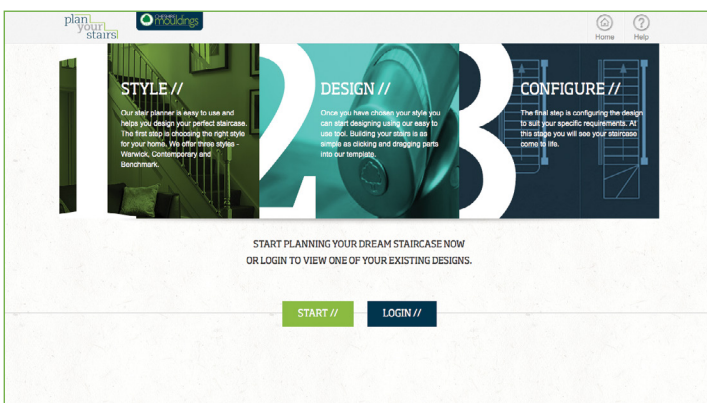 plan
your
stairs
mouldings
Home
Help
1
STYLE //
Our stair planner is easy to use and
helps you design your perfect staircase.
The first step is choosing the right style
for your home. We offer three styles -
Warwick, Contemporary and
Benchmark.
2
DESIGN //
Once you have chosen your style you
can start designing using our easy to
use tool. Building your stairs is as
simple as clicking and dragging parts
into our template.
3
CONFIGURE //
The final step is configuring the design
to suit your specific requirements. At
this stage you will see your staircase
come to life.
START PLANNING YOUR DREAM STAIRCASE NOW
OR LOGIN TO VIEW ONE OF YOUR EXISTING DESIGNS.
START //
LOGIN //